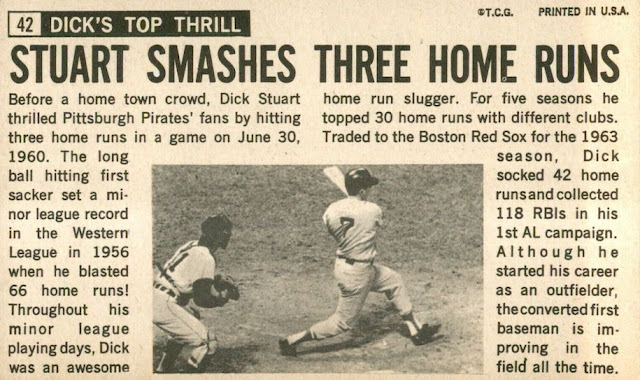 42 DICK'S TOP THRILL
©T.C.G. PRINTED IN U.S.A.
STUART SMASHES THREE HOME RUNS
Before a home town crowd, Dick Stuart
thrilled Pittsburgh Pirates' fans by hitting
three home runs in a game on June 30,
1960. The long
ball hitting first
sacker set a mi-
nor league record
in the Western
League in 1956
when he blasted
66 home runs!
Throughout his
minor league
playing days, Dick
was an awesome
home run slugger. For five seasons he
topped 30 home runs with different clubs.
Traded to the Boston Red Sox for the 1963
season, Dick
socked 42 home
runs and collected
118 RBIs in his
1st AL campaign.
Although he
started his career
as an outfielder,
the converted first
baseman is im-
proving in the
field all the time.
7